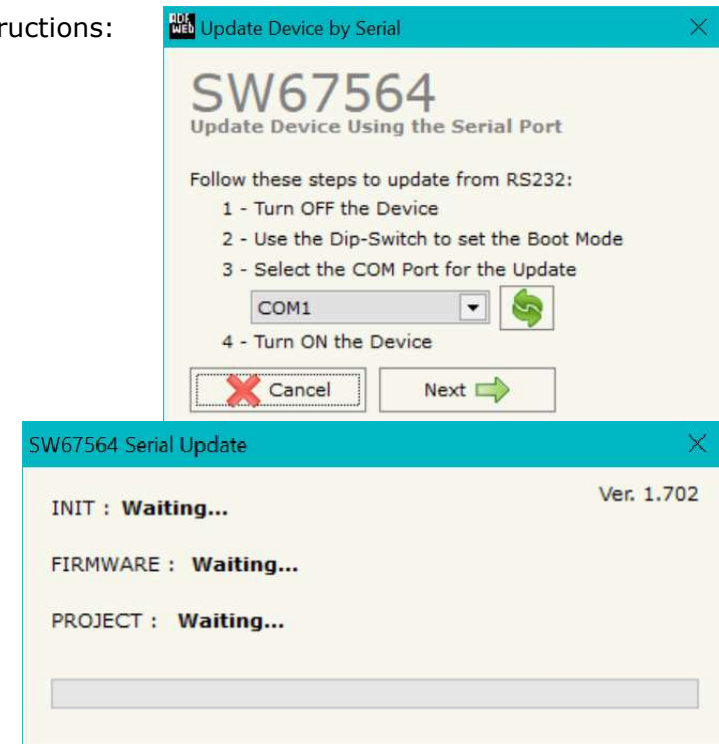 ructions:
ADF
WEB
Update Device by Serial
SW67564
Update Device Using the Serial Port
Follow these steps to update from RS232:
1 - Turn OFF the Device
2 - Use the Dip-Switch to set the Boot Mode
3 - Select the COM Port for the Update
COM1
4 - Turn ON the Device
Cancel Next
SW67564 Serial Update
Ver. 1.702
INIT : Waiting...
FIRMWARE : Waiting...
PROJECT : Waiting...